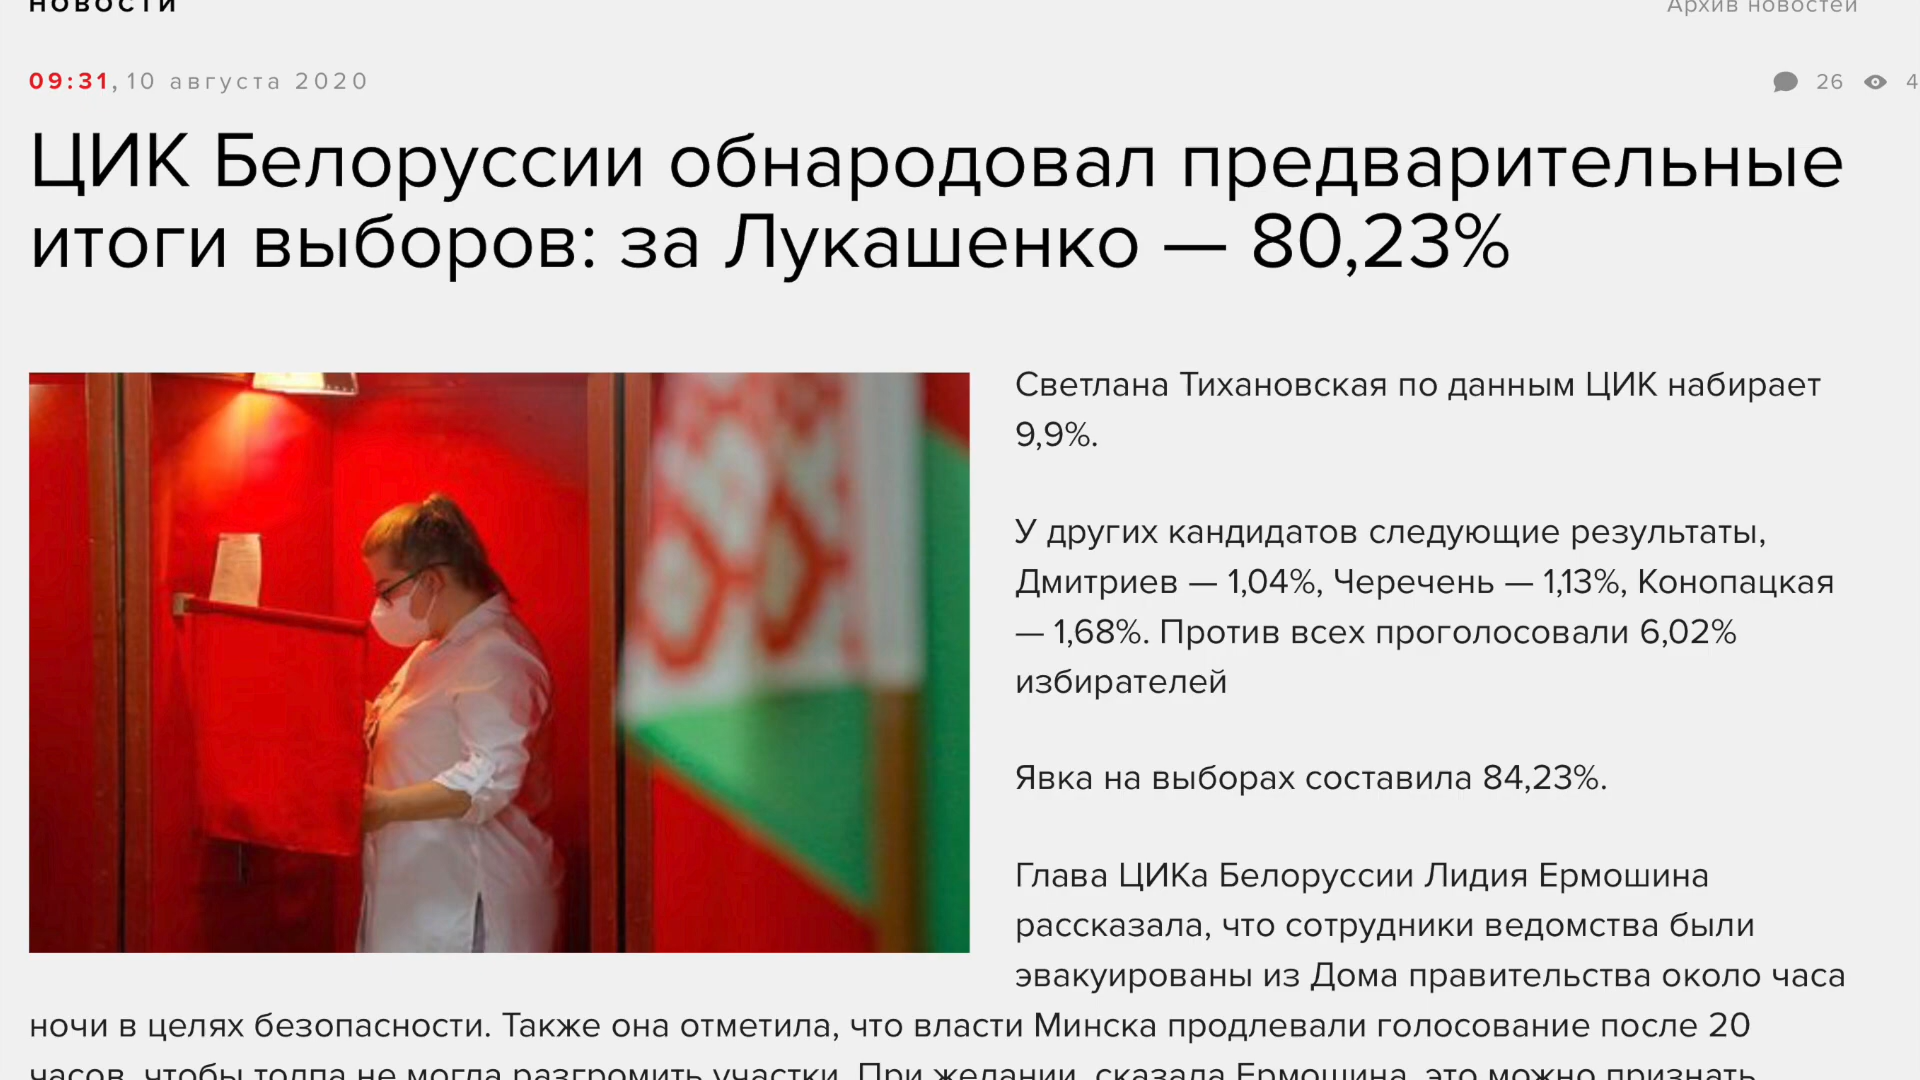 НОВОСТИ
Архив новостей
09:31, 10 августа 2020
26
4
ЦИК Белоруссии обнародовал предварительные
итоги выборов: за Лукашенко — 80,23%
Светлана Тихановская по данным ЦИК набирает
9,9%.
У других кандидатов следующие результаты,
Дмитриев — 1,04%, Черечень — 1,13%, Конопацкая
— 1,68%. Против всех проголосовали 6,02%
избирателей
Явка на выборах составила 84,23%.
Глава ЦИКа Белоруссии Лидия Ермошина
рассказала, что сотрудники ведомства были
эвакуированы из Дома правительства около часа
ночи в целях безопасности. Также она отметила, что власти Минска продлевали голосование после 20
часов, чтобы толпа не могла разгромить участки. При желании, сказала Ермошина, это можно признать